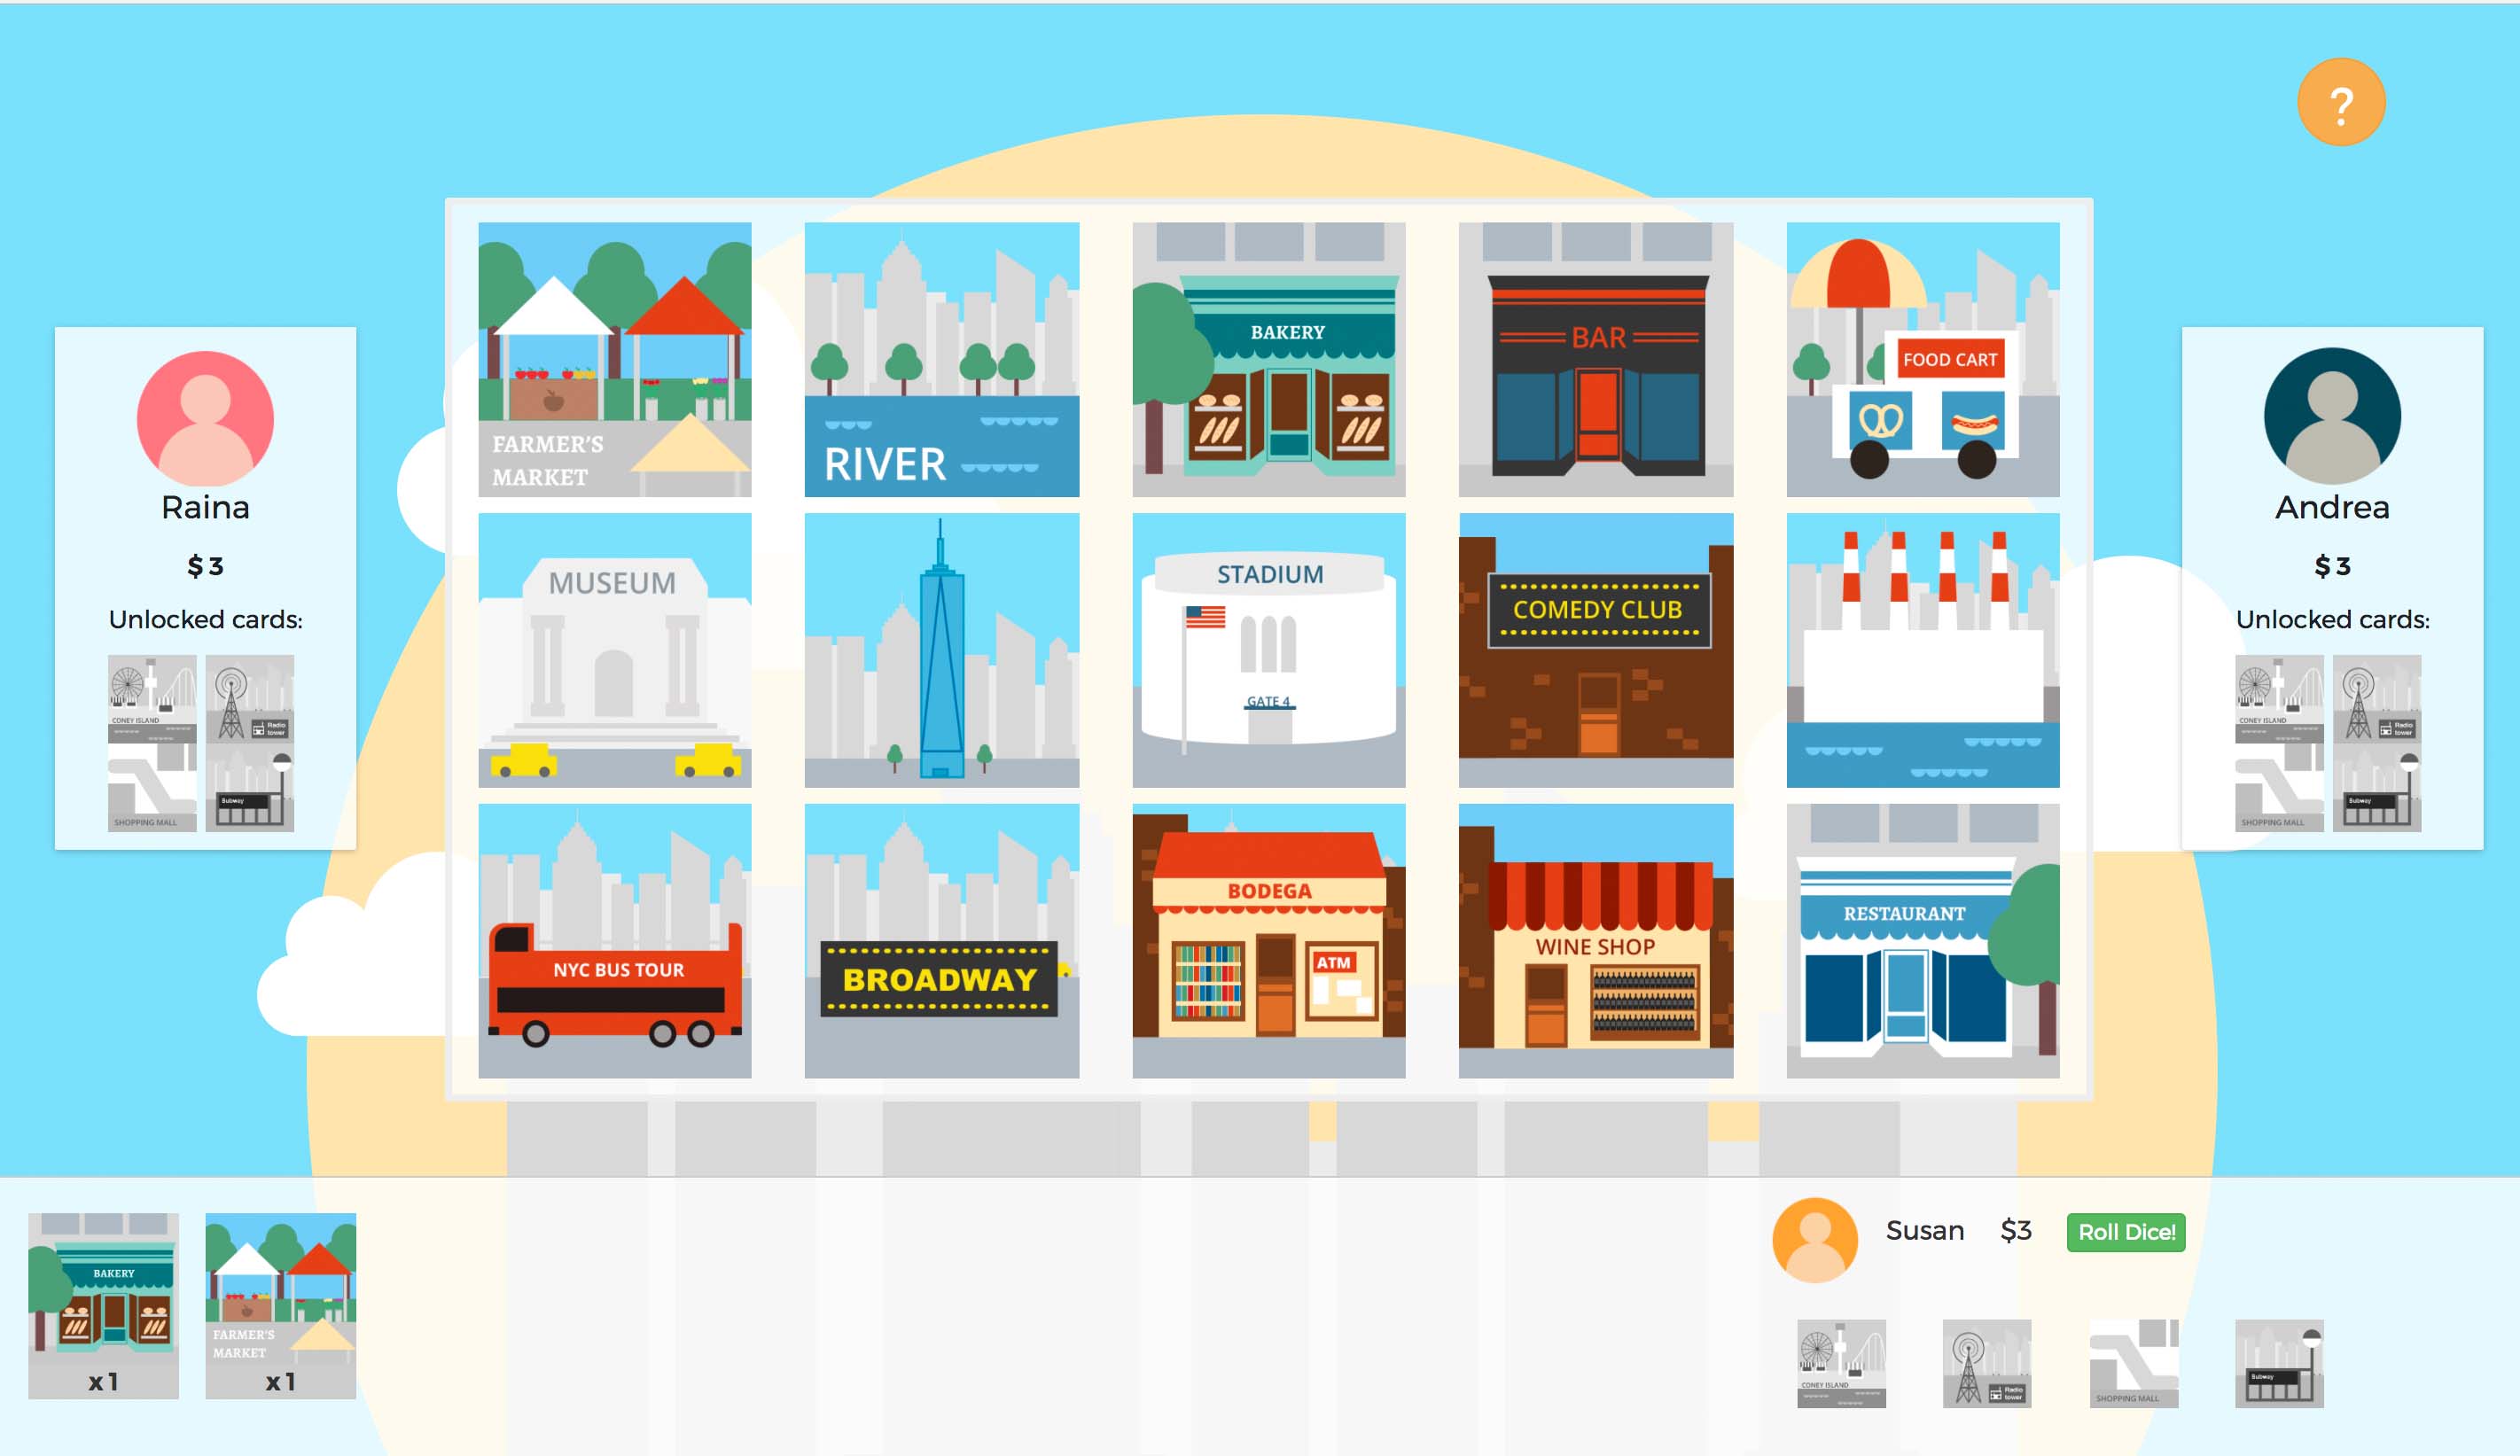 ?
FARMER'S
MARKET
RIVER
BAKERY
BAR
FOOD CART
Raina
$ 3
Unlocked cards:
CONEY ISLAND
Radio
tower
SHOPPING MALL
Subway
MUSEUM
STADIUM
GATE 4
COMEDY CLUB
Andrea
$ 3
Unlocked cards:
CONEY ISLAND
Radio
tower
SHOPPING MALL
Subway
NYC BUS TOUR
BROADWAY
BODEGA
ATM
WINE SHOP
RESTAURANT
BAKERY
x 1
FARMER'S
MARKET
x 1
Susan $3 Roll Dice!
CONEY ISLAND
Radio
tower
SHOPPING MALL
Subway